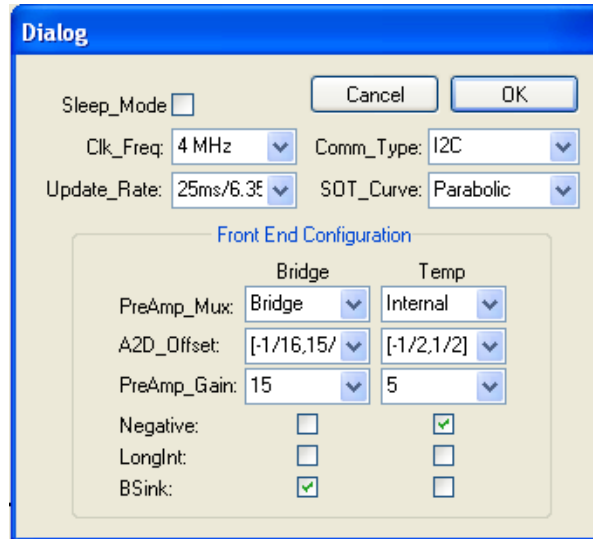 Dialog
Sleep_Mode Cancel OK
Clk_Freq: 4 MHz Comm_Type: I2C
Update_Rate: 25ms/6.35 SOT_Curve: Parabolic
Front End Configuration
Bridge Temp
PreAmp_Mux: Bridge Internal
A2D_Offset: [-1/16,15/ [-1/2,1/2]
PreAmp_Gain: 15 5
Negative:
LongInt:
BSink: